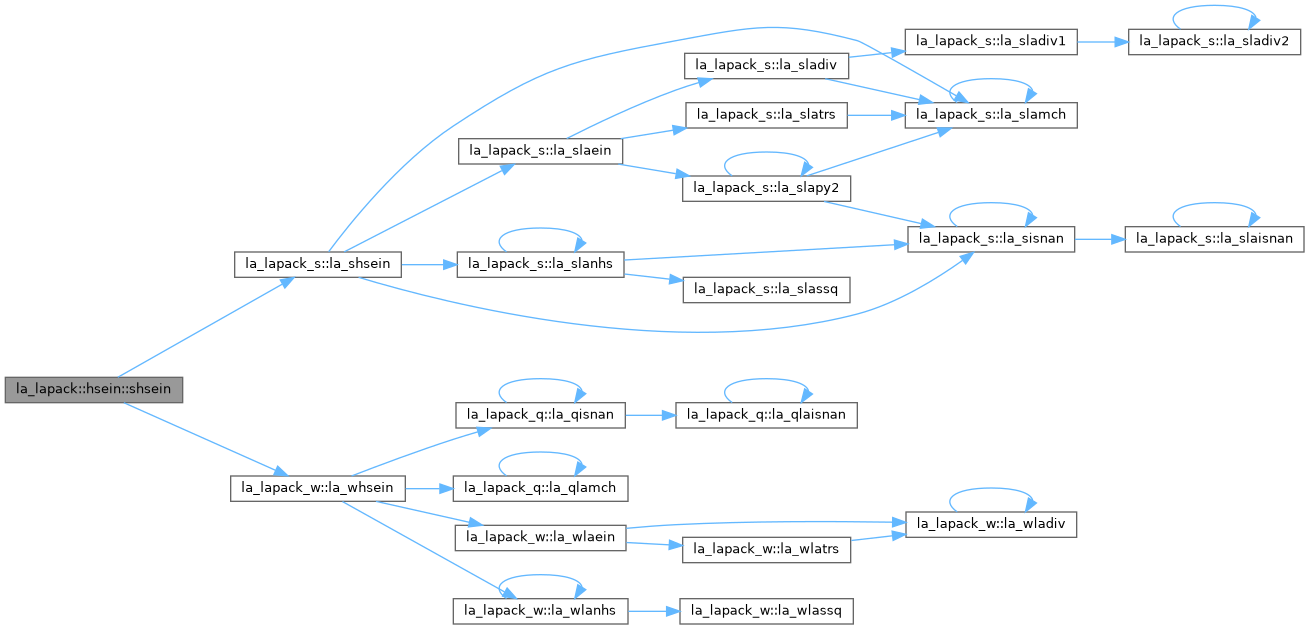 la_lapack::hsein::shsein
la_lapack_s::la_shsein
la_lapack_s::la_slaein
la_lapack_s::la_sladiv
la_lapack_s::la_sladiv1
la_lapack_s::la_sladiv2
la_lapack_s::la_slatrs
la_lapack_s::la_slamch
la_lapack_s::la_slapy2
la_lapack_s::la_sisnan
la_lapack_s::la_slaisnan
la_lapack_s::la_slanhs
la_lapack_s::la_slassq
la_lapack_w::la_whsein
la_lapack_q::la_qisnan
la_lapack_q::la_qlaisnan
la_lapack_q::la_qlamch
la_lapack_w::la_wlaein
la_lapack_w::la_wladiv
la_lapack_w::la_wlatrs
la_lapack_w::la_wlanhs
la_lapack_w::la_wlassq